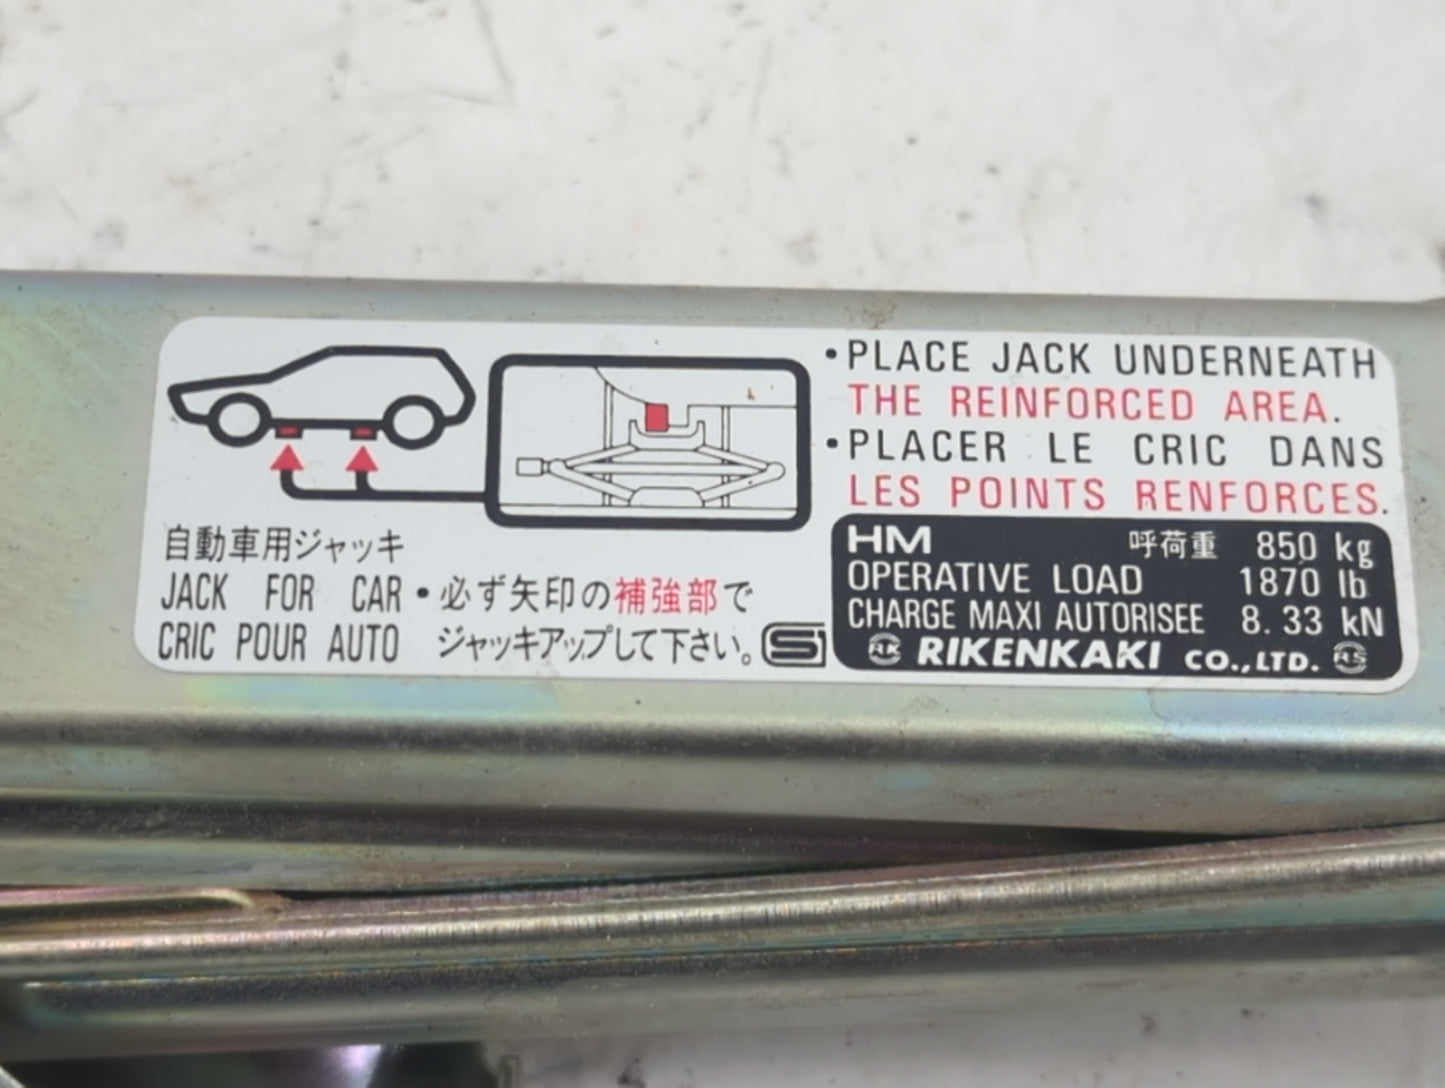 自動車用ジャッキ
JACK FOR CAR
CRIC POUR AUTO
・必ず矢印の補強部で
ジャッキアップして下さい。
・PLACE JACK UNDERNEATH
THE REINFORCED AREA.
・PLACER LE CRIC DANS
LES POINTS RENFORCES.
HM 呼荷重 850 kg
OPERATIVE LOAD 1870 lb
CHARGE MAXI AUTORISEE 8.33 kN
RK RIKENKAKI CO.,LTD. RS